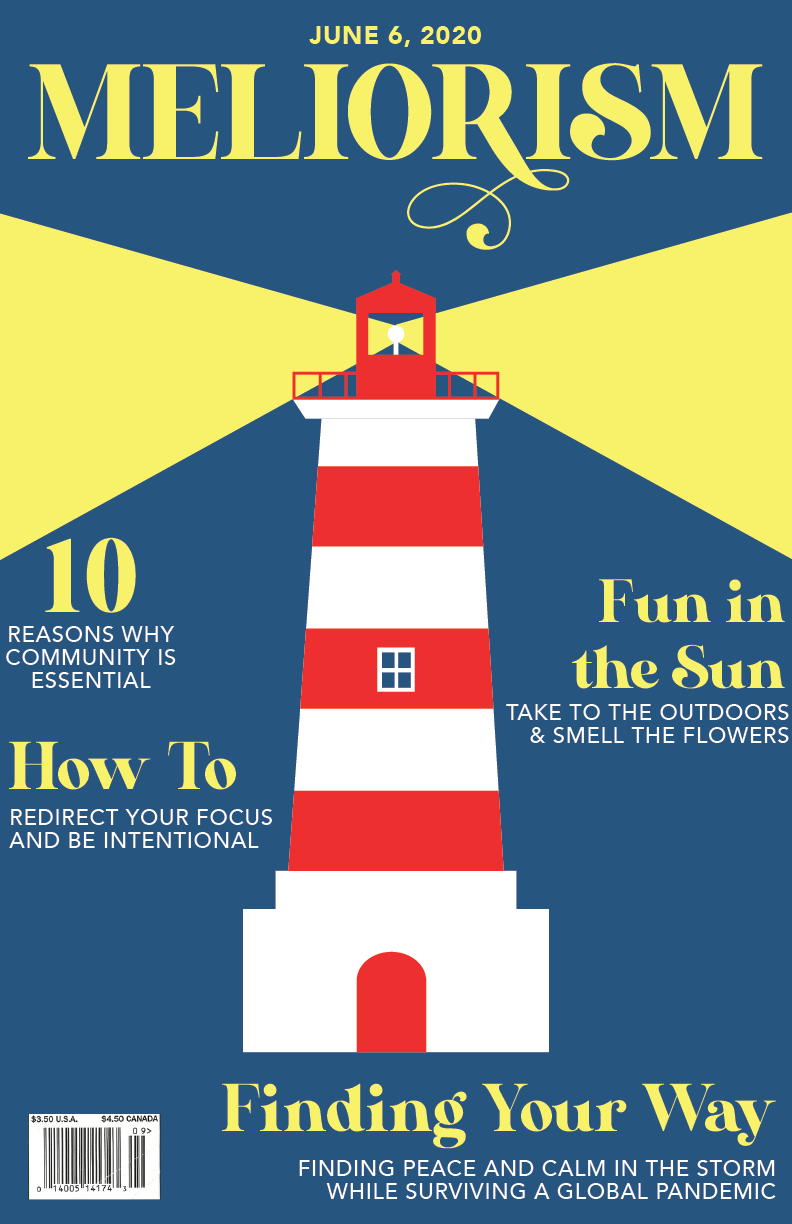 JUNE 6, 2020
MELIORISM
10
REASONS WHY
COMMUNITY IS
ESSENTIAL
Fun in
the Sun
TAKE TO THE OUTDOORS
& SMELL THE FLOWERS
How To
REDIRECT YOUR FOCUS
AND BE INTENTIONAL
Finding Your Way
FINDING PEACE AND CALM IN THE STORM
WHILE SURVIVING A GLOBAL PANDEMIC
$3.50 U.S.A. $4.50 CANADA
09>
0 14005 14174 3